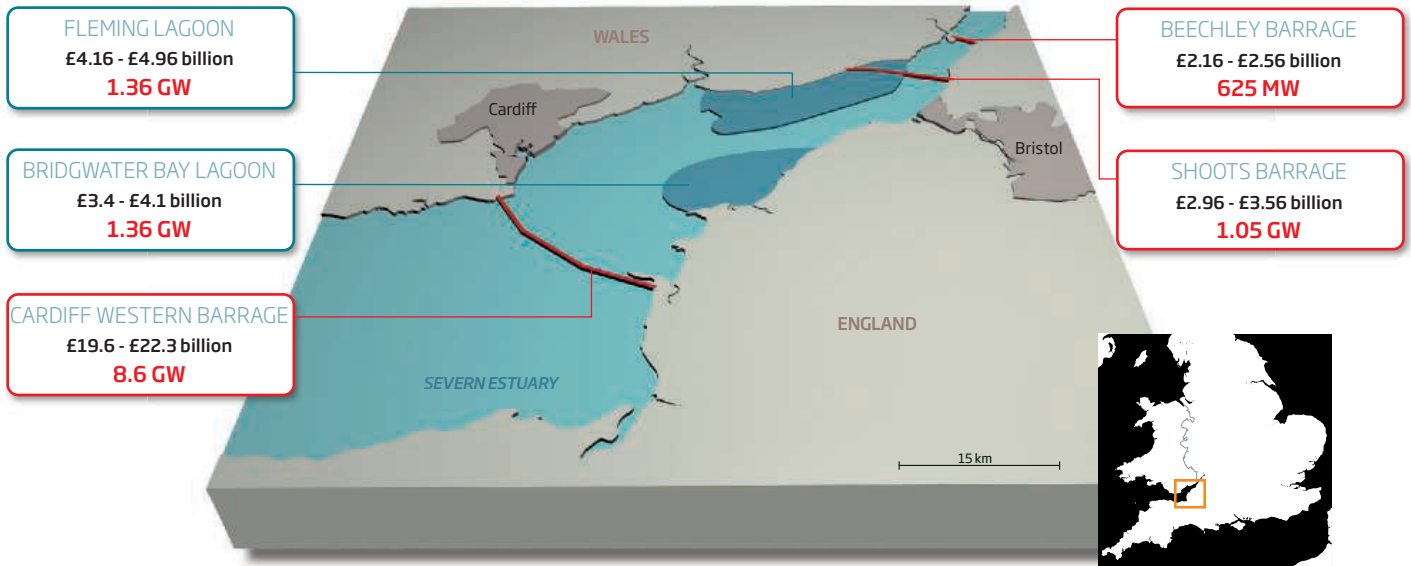 FLEMING LAGOON
£4.16 - £4.96 billion
1.36 GW
BRIDGWATER BAY LAGOON
£3.4 - £4.1 billion
1.36 GW
CARDIFF WESTERN BARRAGE
£19.6 - £22.3 billion
8.6 GW
WALES
Cardiff
Bristol
ENGLAND
SEVERN ESTUARY
15 km
BEECHLEY BARRAGE
£2.16 - £2.56 billion
625 MW
SHOOTS BARRAGE
£2.96 - £3.56 billion
1.05 GW